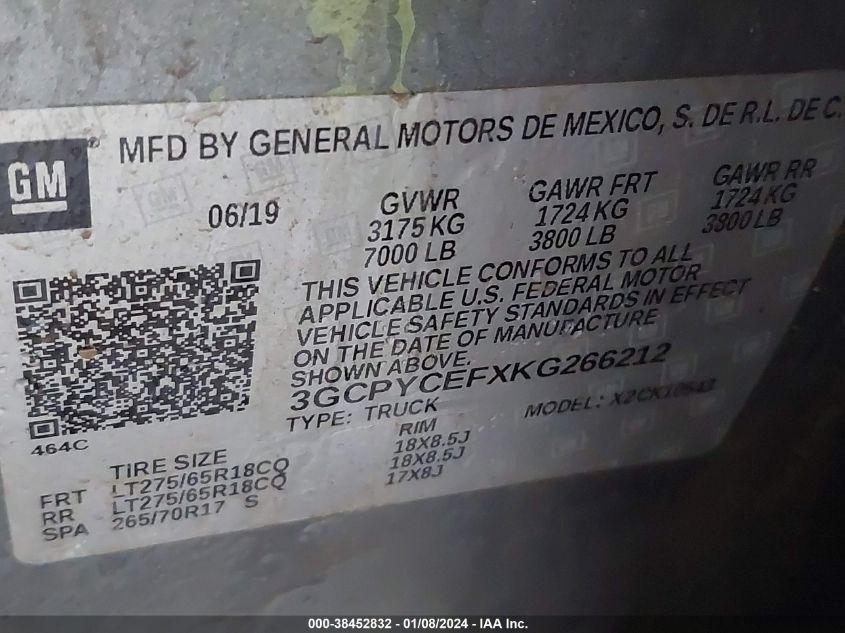 GM
MFD BY GENERAL MOTORS DE MEXICO, S. DE R.L. DE C.
06/19
GVWR GAWR FRT GAWR RR
3175 KG 1724 KG 1724 KG
7000 LB 3800 LB 3800 LB
THIS VEHICLE CONFORMS TO ALL
APPLICABLE U.S. FEDERAL MOTOR
VEHICLE SAFETY STANDARDS IN EFFECT
ON THE DATE OF MANUFACTURE
SHOWN ABOVE.
3GCPYCEFXKG266212
TYPE: TRUCK MODEL:
464C
TIRE SIZE RIM
FRT LT275/65R18CQ 18X8.5J
RR LT275/65R18CQ 18X8.5J
SPA 265/70R17 S 17X8J
000-38452832 - 01/08/2024 - IAA Inc.